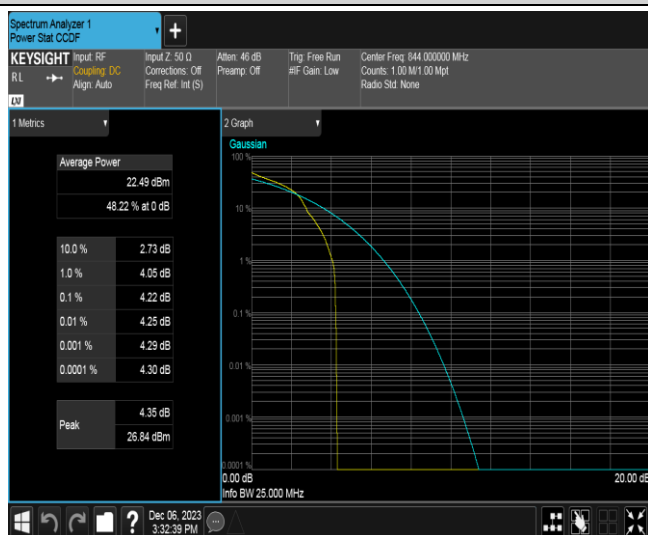 Spectrum Analyzer 1
Power Stat CCDF
+
KEYSIGHT
RL
LXI
Input: RF
Coupling: DC
Align: Auto
Input Z: 50 Ω
Corrections: Off
Freq Ref: Int (S)
Atten: 46 dB
Preamp: Off
Trig: Free Run
#IF Gain: Low
Center Freq: 844.000000 MHz
Counts: 1.00 M/1.00 Mpt
Radio Std: None
1 Metrics
Average Power
22.49 dBm
48.22 % at 0 dB
10.0 % 2.73 dB
1.0 % 4.05 dB
0.1 % 4.22 dB
0.01 % 4.25 dB
0.001 % 4.29 dB
0.0001 % 4.30 dB
Peak
4.35 dB
26.84 dBm
2 Graph
Gaussian
100 %
10 %
1 %
0.1 %
0.01 %
0.001 %
0.0001 %
0.00 dB
20.00 dB
Info BW 25.000 MHz
?
Dec 06, 2023
3:32:39 PM